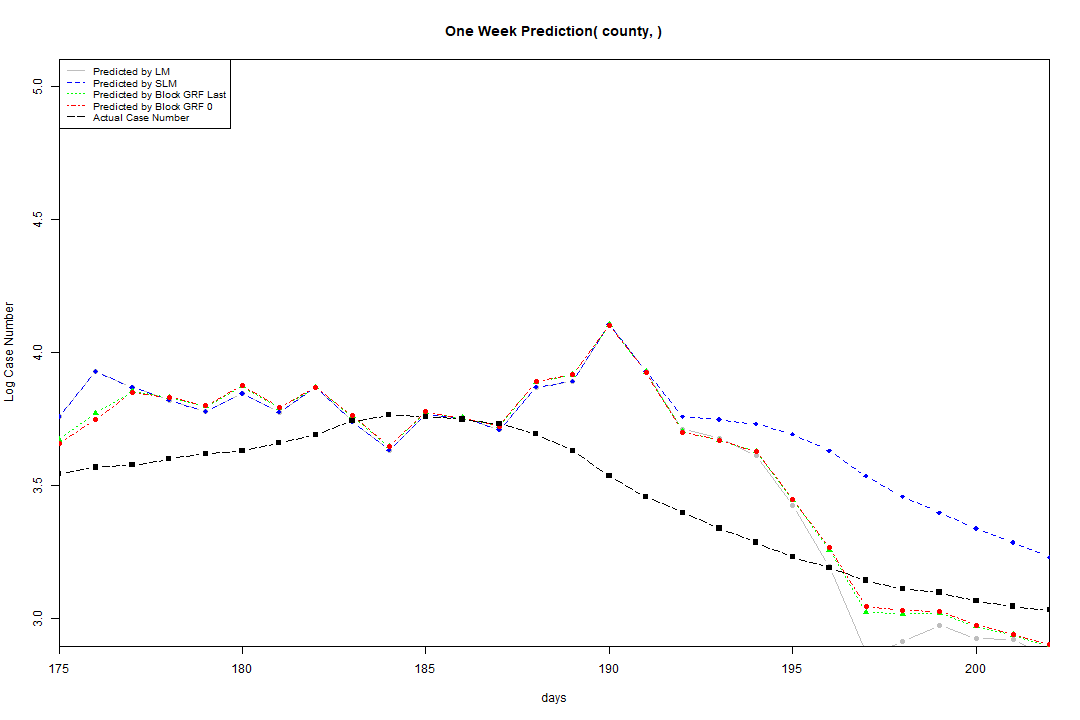 One Week Prediction( county, )
Predicted by LM
Predicted by SLM
Predicted by Block GRF Last
Predicted by Block GRF 0
Actual Case Number
Log Case Number
5.0
4.5
4.0
3.5
3.0
175 180 185 190 195 200
days